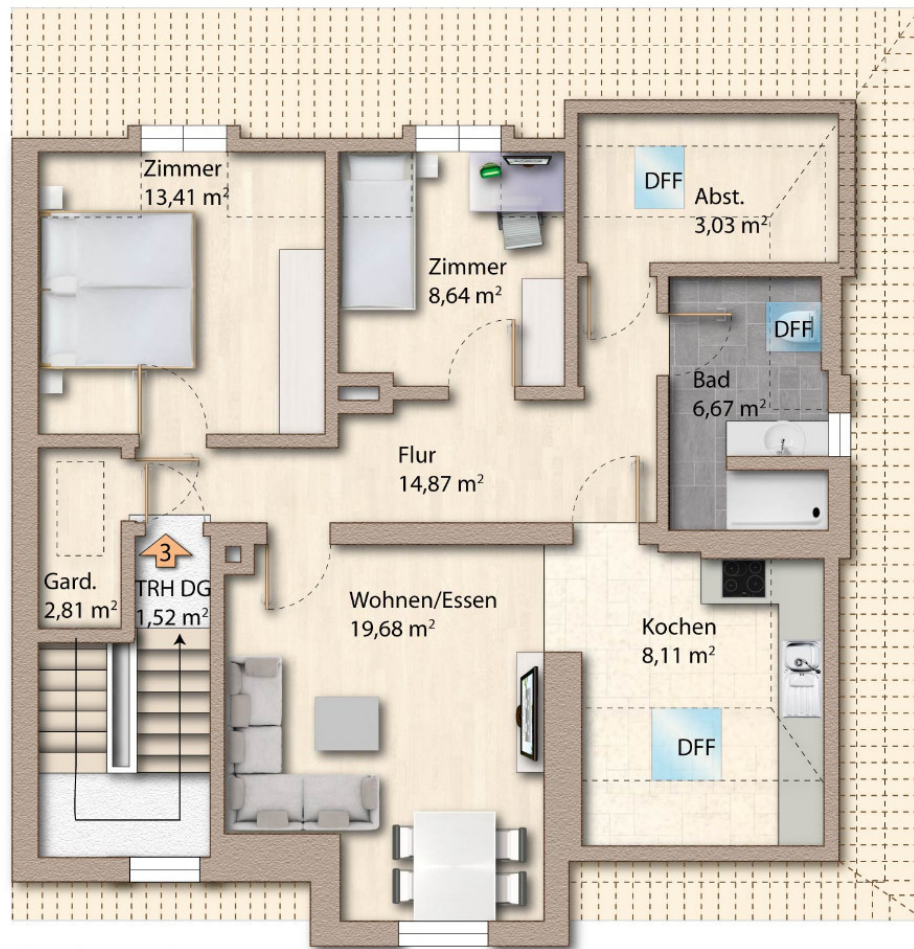 Zimmer
13,41 m²
Zimmer
8,64 m²
DFF
Abst.
3,03 m²
DFF
Bad
6,67 m²
Flur
14,87 m²
3
Gard.
2,81 m²
TRH DG
1,52 m²
Wohnen/Essen
19,68 m²
Kochen
8,11 m²
DFF